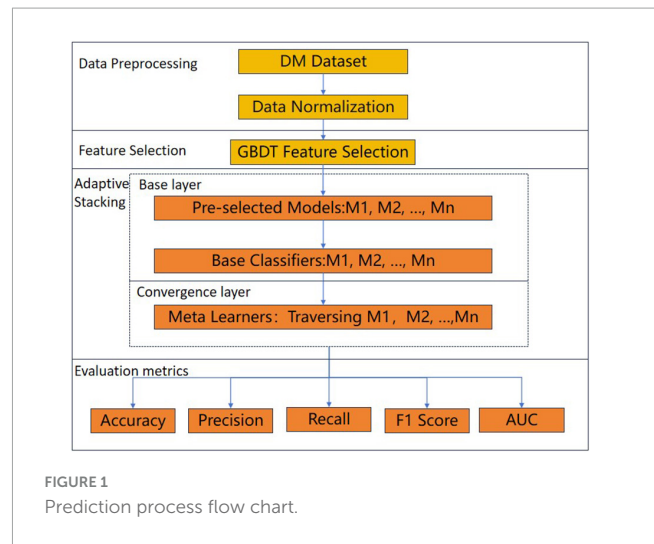 Data Preprocessing
DM Dataset
Data Normalization
Feature Selection
GBDT Feature Selection
Adaptive
Stacking
Base layer
Pre-selected Models:M1, M2, ..., Mn
Base Classifiers:M1, M2, ..., Mn
Convergence layer
Meta Learners：Traversing M1， M2, ...,Mn
Evaluation metrics
Accuracy
Precision
Recall
F1 Score
AUC
FIGURE 1
Prediction process flow chart.